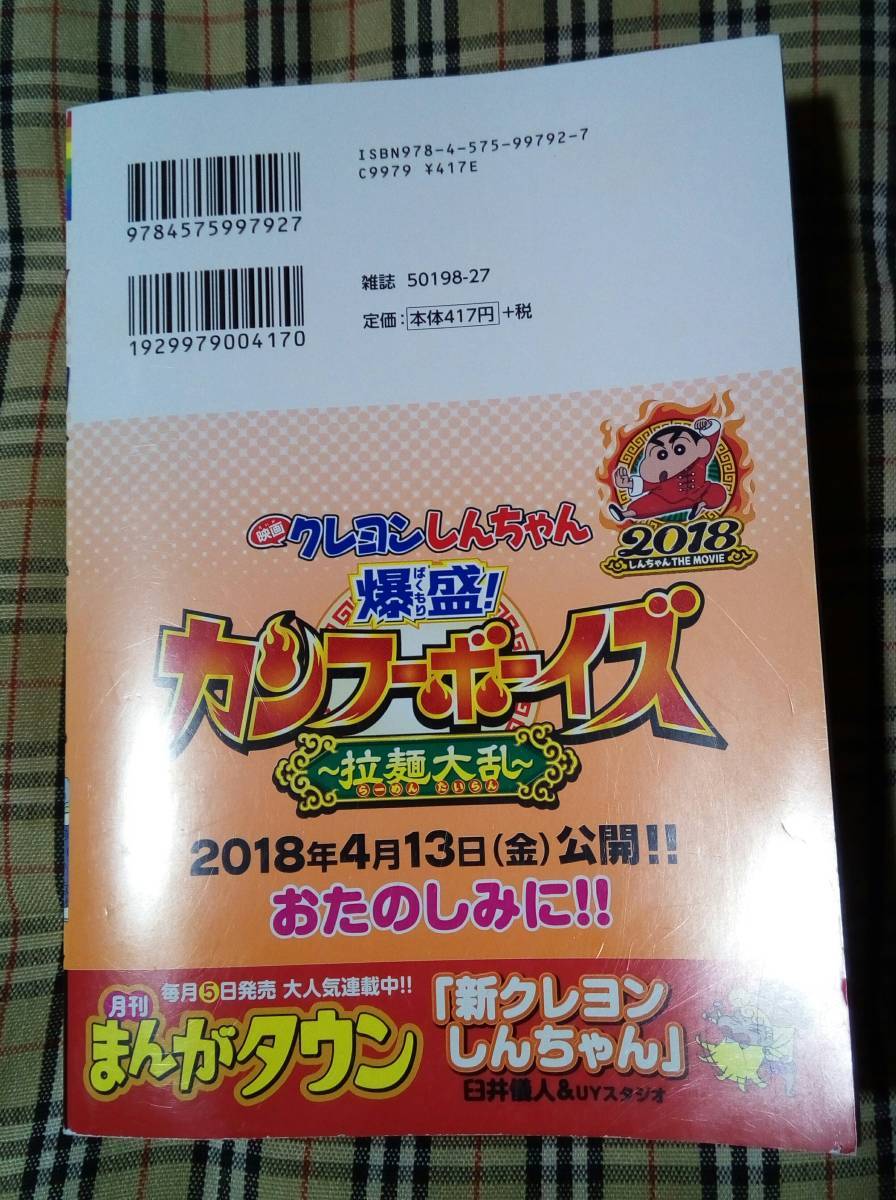 ISBN978-4-575-99792-7
C9979 ¥417E
9784575997927
雑誌 50198-27
定価：本体417円+税
1929979004170
2018
しんちゃん THE MOVIE
映画 クレヨンしんちゃん
爆盛！
ばくもり
カンフーボーイズ
～拉麺大乱～
らーめん たいらん
2018年4月13日（金）公開!!
おたのしみに!!
毎月5日発売 大人気連載中!!
月刊
まんがタウン
「新クレヨン
しんちゃん」
臼井儀人&UYスタジオ